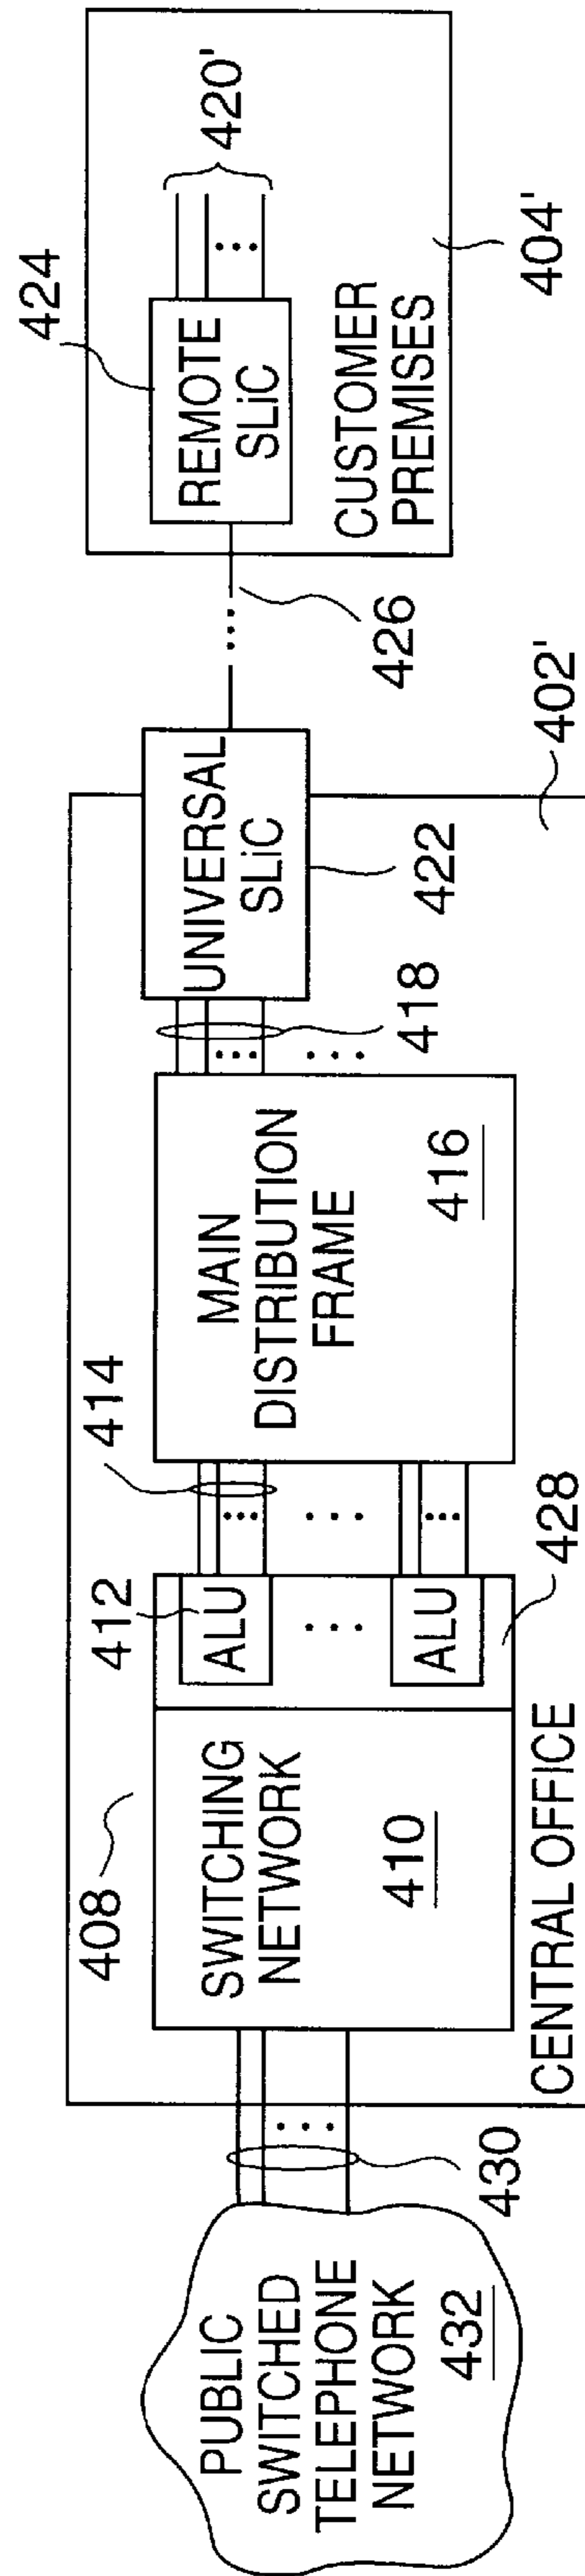 PUBLIC
SWITCHED
TELEPHONE
NETWORK
432
430
408
SWITCHING
NETWORK
410
CENTRAL OFFICE
412
ALU
ALU
428
414
MAIN
DISTRIBUTION
FRAME
416
418
UNIVERSAL
SLiC
422
402'
426
424
REMOTE
SLiC
420'
CUSTOMER
PREMISES
404'